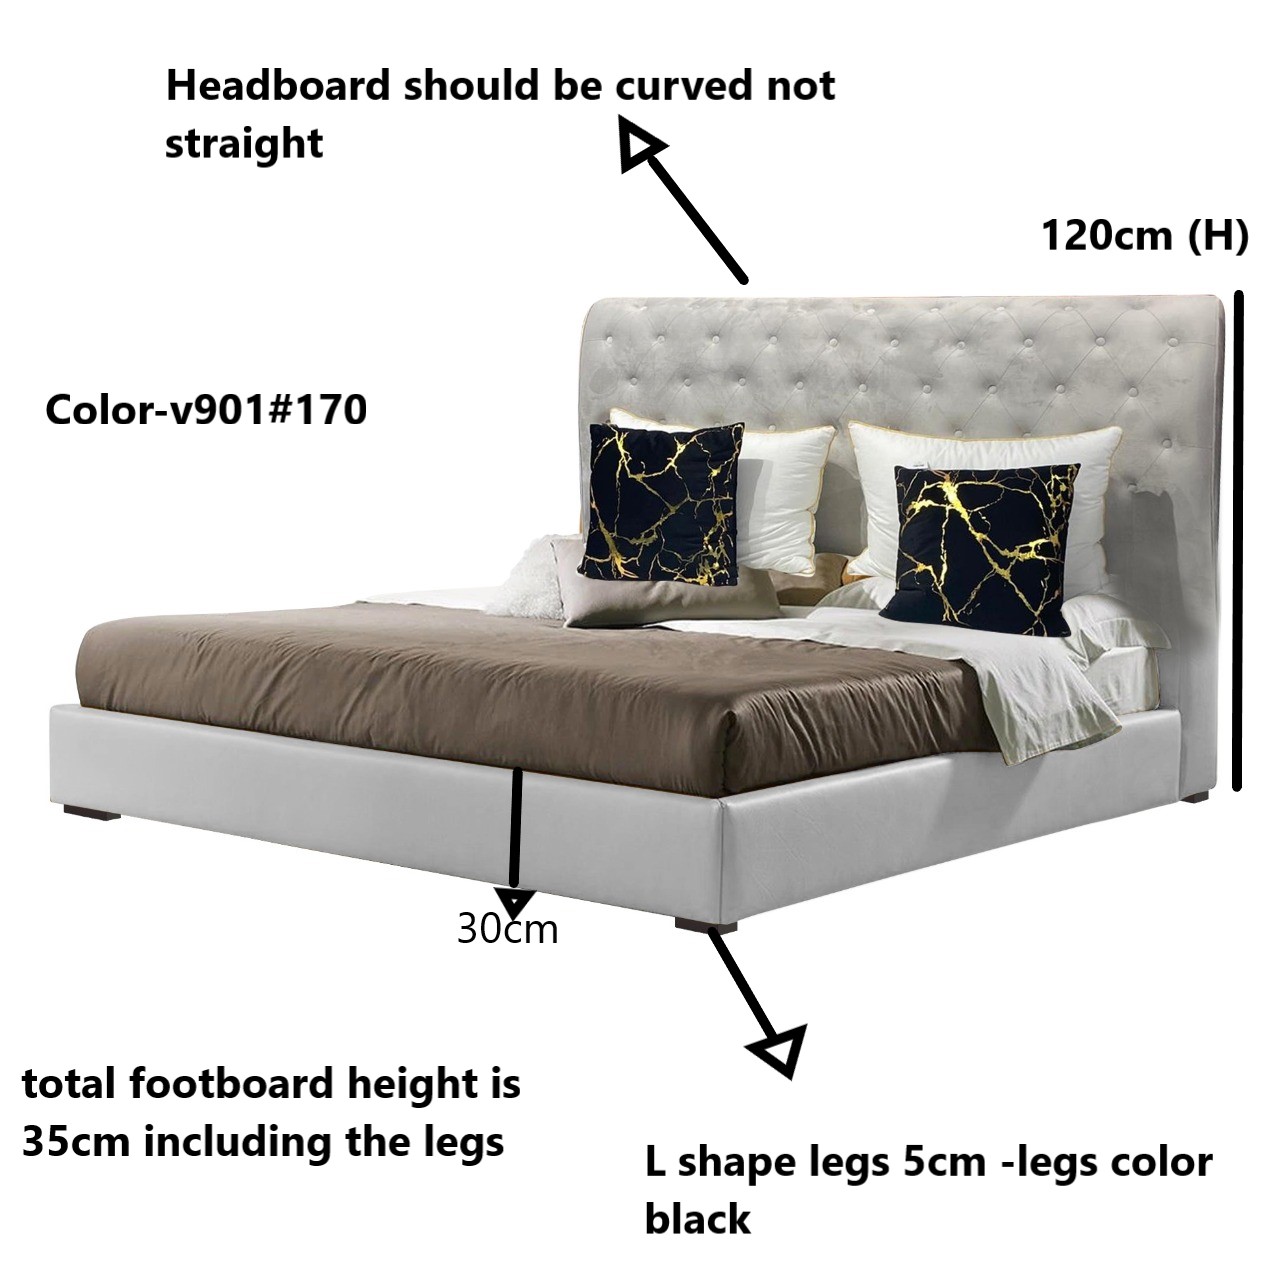 Headboard should be curved not
straight
120cm (H)
Color-v901#170
30cm
total footboard height is
35cm including the legs
L shape legs 5cm -legs color
black